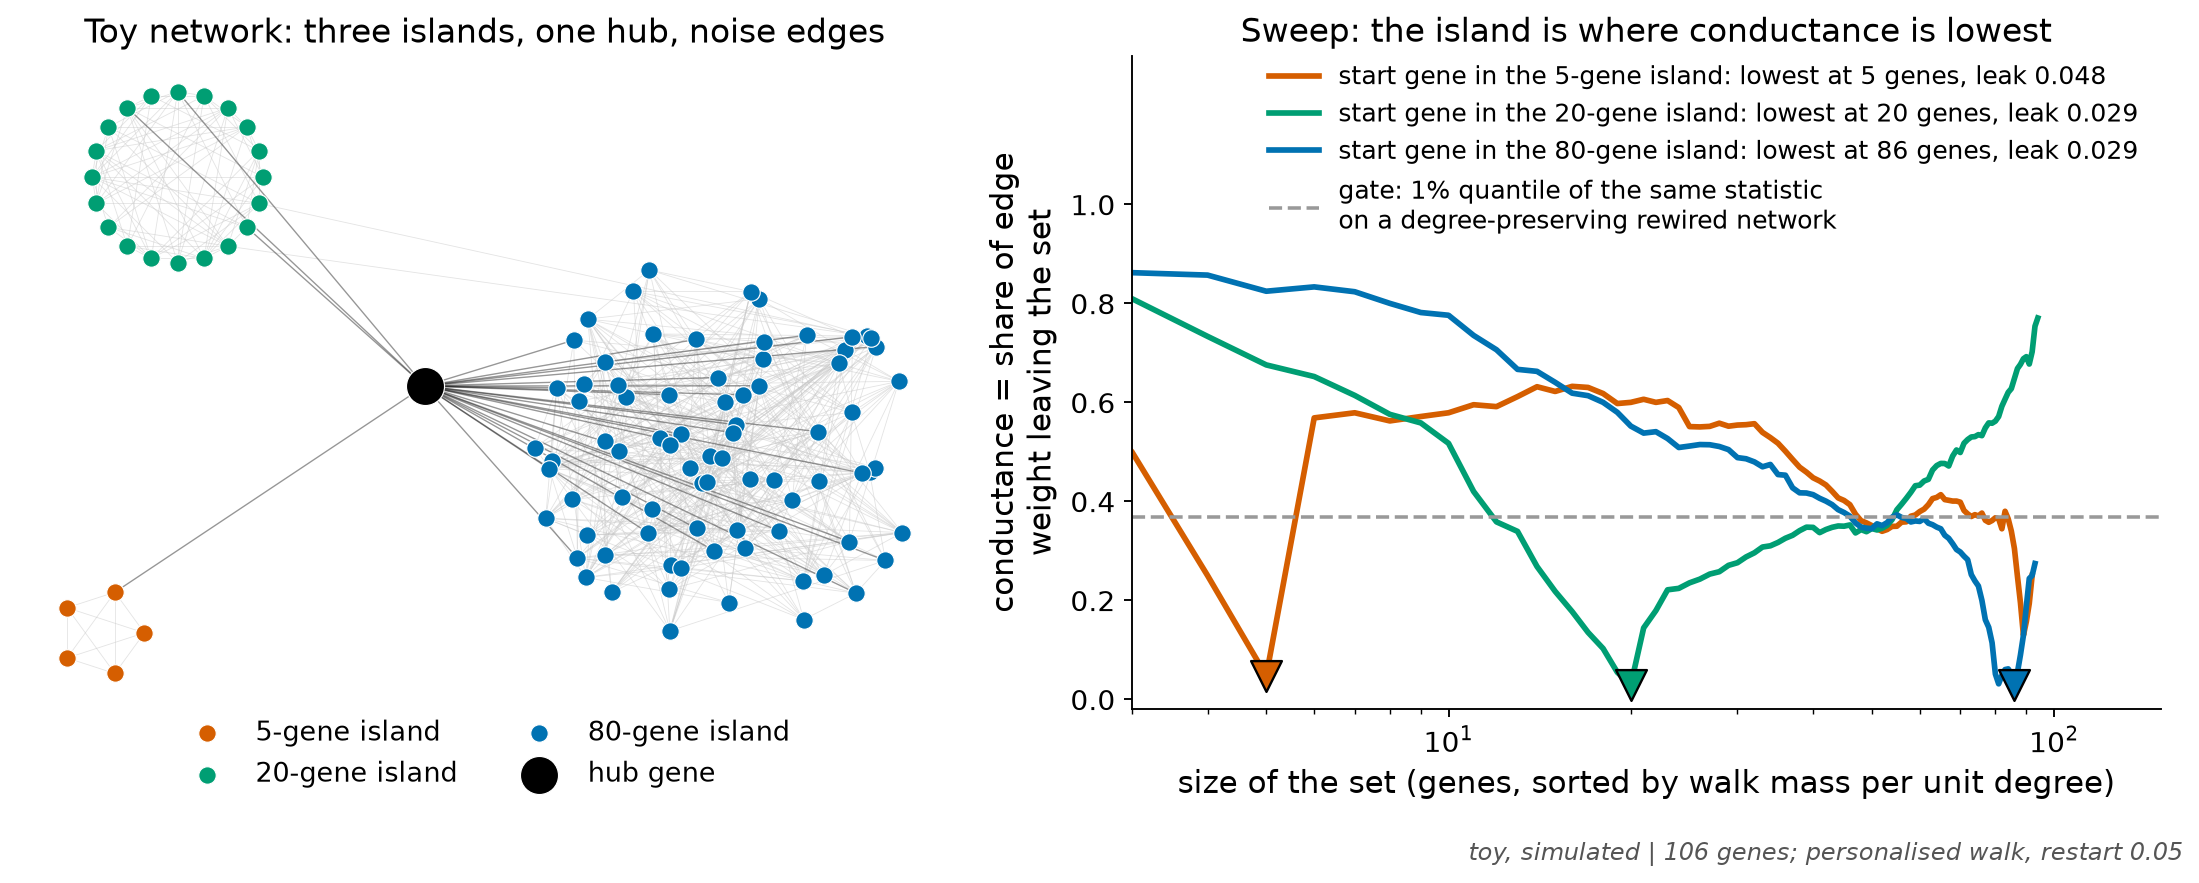 Toy network: three islands, one hub, noise edges
5-gene island
20-gene island
80-gene island
hub gene
Sweep: the island is where conductance is lowest
start gene in the 5-gene island: lowest at 5 genes, leak 0.048
start gene in the 20-gene island: lowest at 20 genes, leak 0.029
start gene in the 80-gene island: lowest at 86 genes, leak 0.029
gate: 1% quantile of the same statistic
on a degree-preserving rewired network
conductance = share of edge
weight leaving the set
1.0
0.8
0.6
0.4
0.2
0.0
10¹
10²
size of the set (genes, sorted by walk mass per unit degree)
toy, simulated | 106 genes; personalised walk, restart 0.05